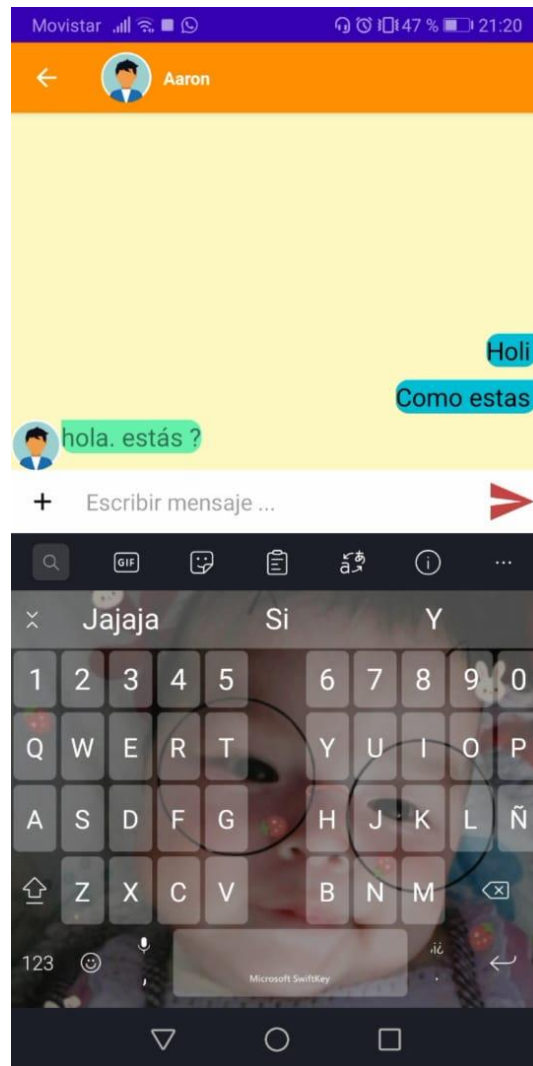 Movistar 47 % 21:20
Aaron
Holi
Como estas
hola. estás ?
+ Escribir mensaje ...
GIF
Jajaja Si Y
1 2 3 4 5 6 7 8 9 0
Q W E R T Y U I O P
A S D F G H J K L Ñ
Z X C V B N M
123 , Microsoft SwiftKey .